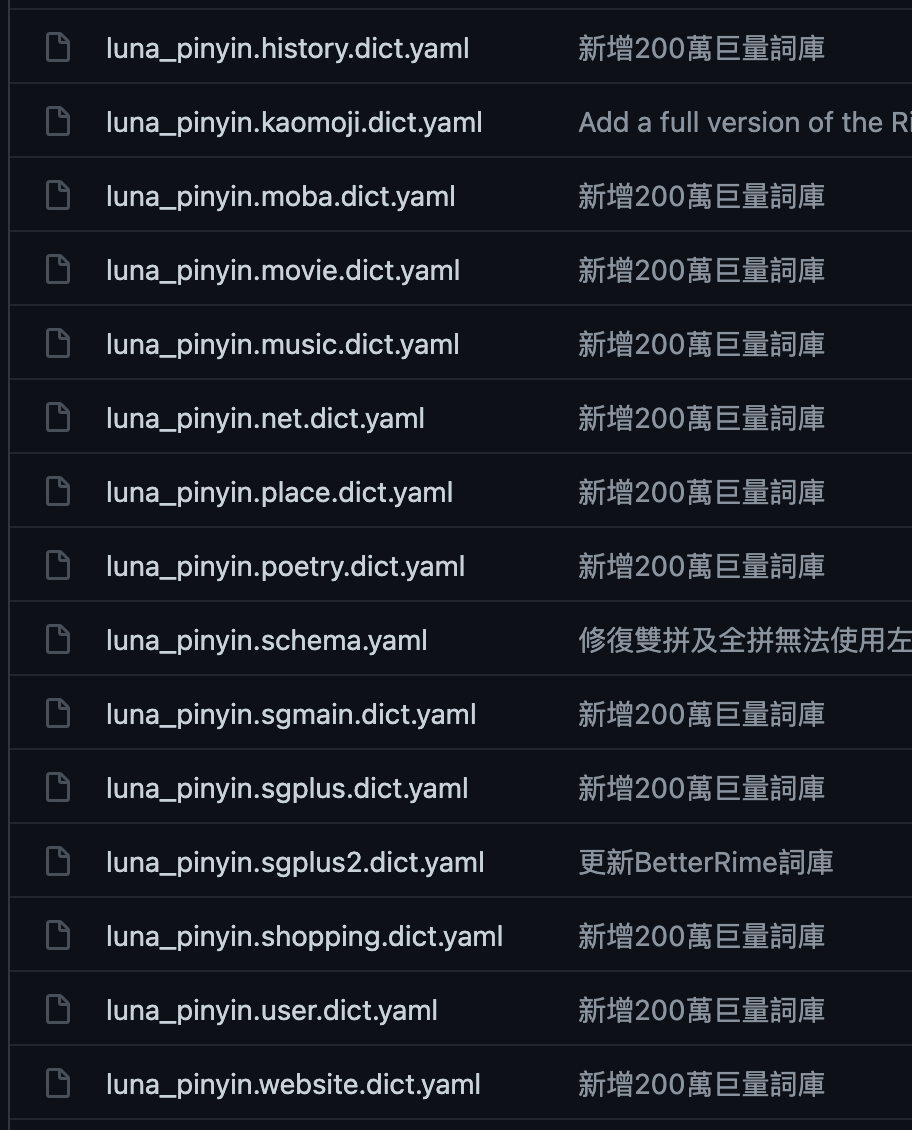 luna_pinyin.history.dict.yaml 新增200萬巨量詞庫
luna_pinyin.kaomoji.dict.yaml Add a full version of the Ri
luna_pinyin.moba.dict.yaml 新增200萬巨量詞庫
luna_pinyin.movie.dict.yaml 新增200萬巨量詞庫
luna_pinyin.music.dict.yaml 新增200萬巨量詞庫
luna_pinyin.net.dict.yaml 新增200萬巨量詞庫
luna_pinyin.place.dict.yaml 新增200萬巨量詞庫
luna_pinyin.poetry.dict.yaml 新增200萬巨量詞庫
luna_pinyin.schema.yaml 修復雙拼及全拼無法使用左
luna_pinyin.sgmain.dict.yaml 新增200萬巨量詞庫
luna_pinyin.sgplus.dict.yaml 新增200萬巨量詞庫
luna_pinyin.sgplus2.dict.yaml 更新BetterRime詞庫
luna_pinyin.shopping.dict.yaml 新增200萬巨量詞庫
luna_pinyin.user.dict.yaml 新增200萬巨量詞庫
luna_pinyin.website.dict.yaml 新增200萬巨量詞庫